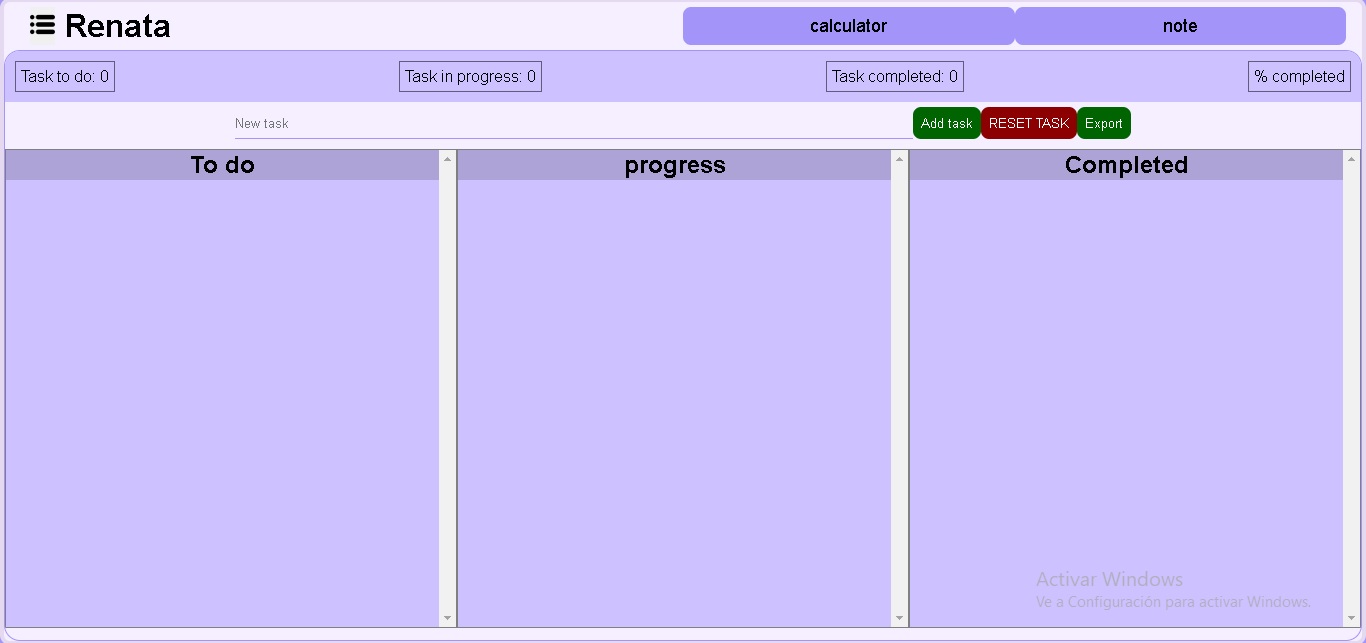 Renata
calculator
note
Task to do: 0
Task in progress: 0
Task completed: 0
% completed
New task
Add task
RESET TASK
Export
To do
progress
Completed
Activar Windows
Ve a Configuración para activar Windows.